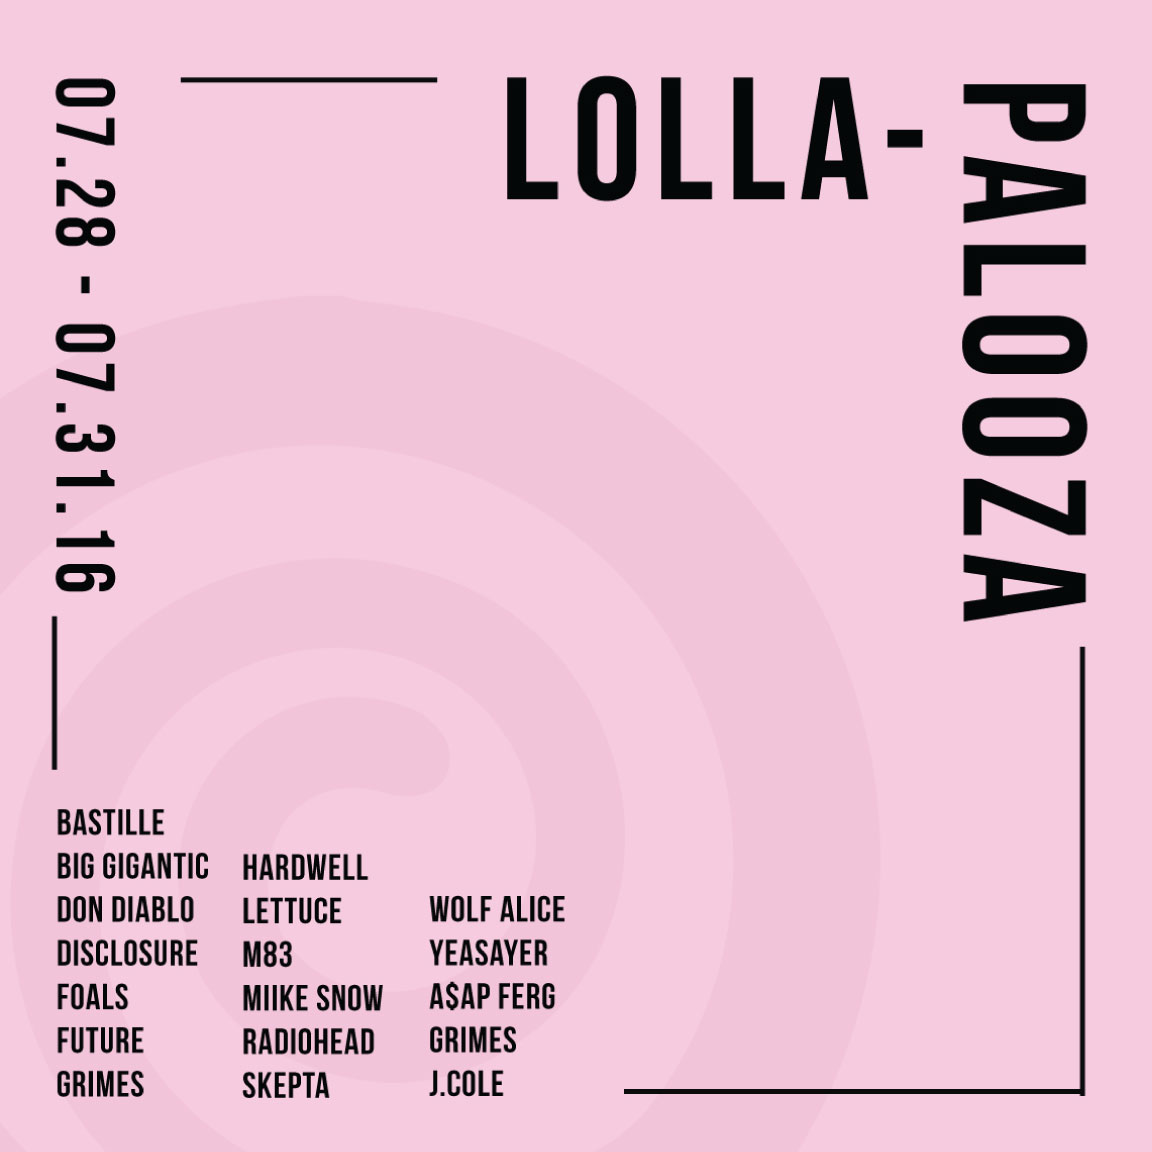 LOLLA-
PALOOZA
07.28 - 07.31.16
BASTILLE
BIG GIGANTIC
DON DIABLO
DISCLOSURE
FOALS
FUTURE
GRIMES
HARDWELL
LETTUCE
M83
MIIKE SNOW
RADIOHEAD
SKEPTA
WOLF ALICE
YEASAYER
A$AP FERG
GRIMES
J.COLE